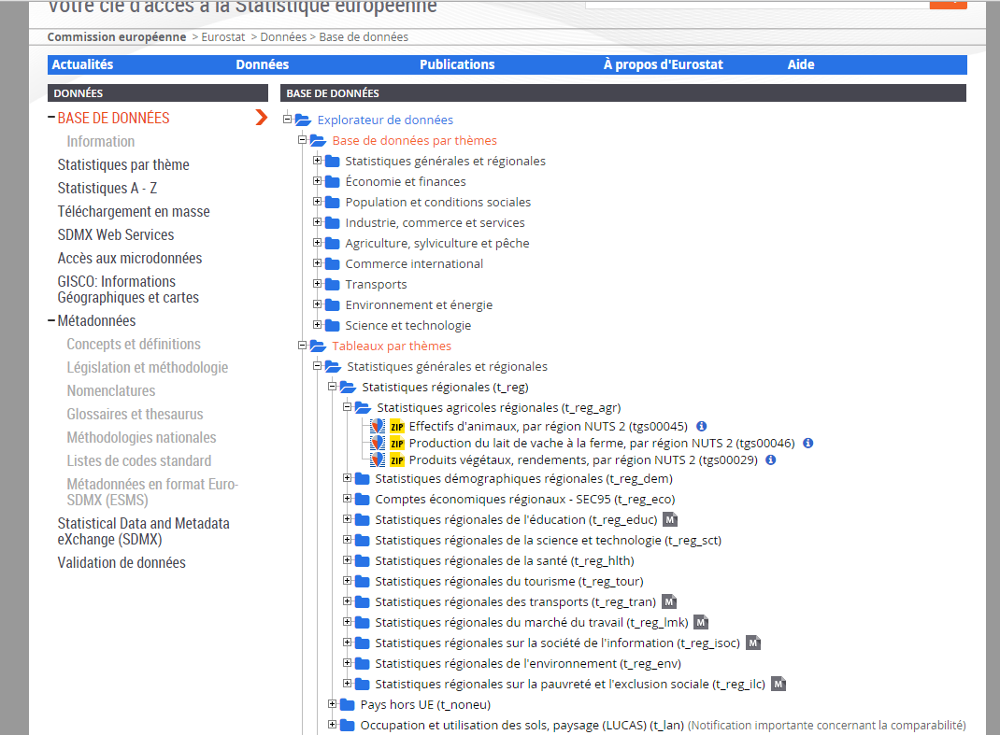 Votre clé d'accès à la Statistique européenne
Commission européenne > Eurostat > Données > Base de données
Actualités Données Publications À propos d'Eurostat Aide
DONNÉES
BASE DE DONNÉES
Information
Statistiques par thème
Statistiques A - Z
Téléchargement en masse
SDMX Web Services
Accès aux microdonnées
GISCO: Informations
Géographiques et cartes
Métadonnées
Concepts et définitions
Législation et méthodologie
Nomenclatures
Glossaires et thesaurus
Méthodologies nationales
Listes de codes standard
Métadonnées en format Euro-
SDMX (ESMS)
Statistical Data and Metadata
eXchange (SDMX)
Validation de données
BASE DE DONNÉES
Explorateur de données
Base de données par thèmes
Statistiques générales et régionales
Économie et finances
Population et conditions sociales
Industrie, commerce et services
Agriculture, sylviculture et pêche
Commerce international
Transports
Environnement et énergie
Science et technologie
Tableaux par thèmes
Statistiques générales et régionales
Statistiques régionales (t_reg)
Statistiques agricoles régionales (t_reg_agr)
ZIP Effectifs d'animaux, par région NUTS 2 (tgs00045) i
ZIP Production du lait de vache à la ferme, par région NUTS 2 (tgs00046) i
ZIP Produits végétaux, rendements, par région NUTS 2 (tgs00029) i
Statistiques démographiques régionales (t_reg_dem)
Comptes économiques régionaux - SEC95 (t_reg_eco)
Statistiques régionales de l'éducation (t_reg_educ) M
Statistiques régionales de la science et technologie (t_reg_sct)
Statistiques régionales de la santé (t_reg_hlth)
Statistiques régionales du tourisme (t_reg_tour)
Statistiques régionales des transports (t_reg_tran) M
Statistiques régionales du marché du travail (t_reg_lmk) M
Statistiques régionales sur la société de l'information (t_reg_isoc) M
Statistiques régionales de l'environnement (t_reg_env)
Statistiques régionales sur la pauvreté et l'exclusion sociale (t_reg_ilc) M
Pays hors UE (t_noneu)
Occupation et utilisation des sols, paysage (LUCAS) (t_lan) (Notification importante concernant la comparabilité)